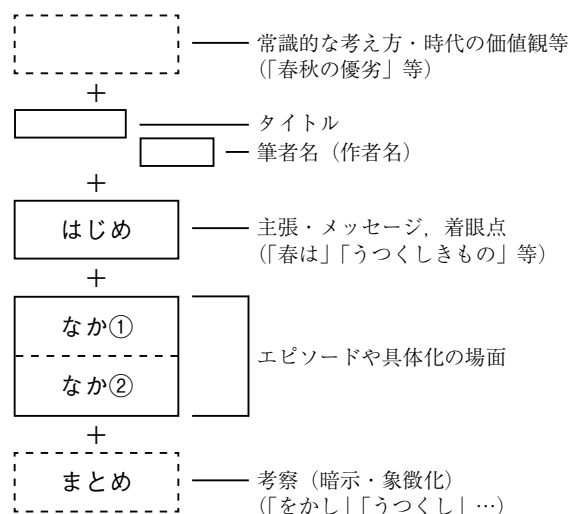 常識的な考え方・時代の価値観等
(「春秋の優劣」等)
+
タイトル
筆者名（作者名）
+
はじめ
主張・メッセージ，着眼点
(「春は」「うつくしきもの」等)
+
なか①
なか②
エピソードや具体化の場面
+
まとめ
考察（暗示・象徴化）
(「をかし」「うつくし」…)